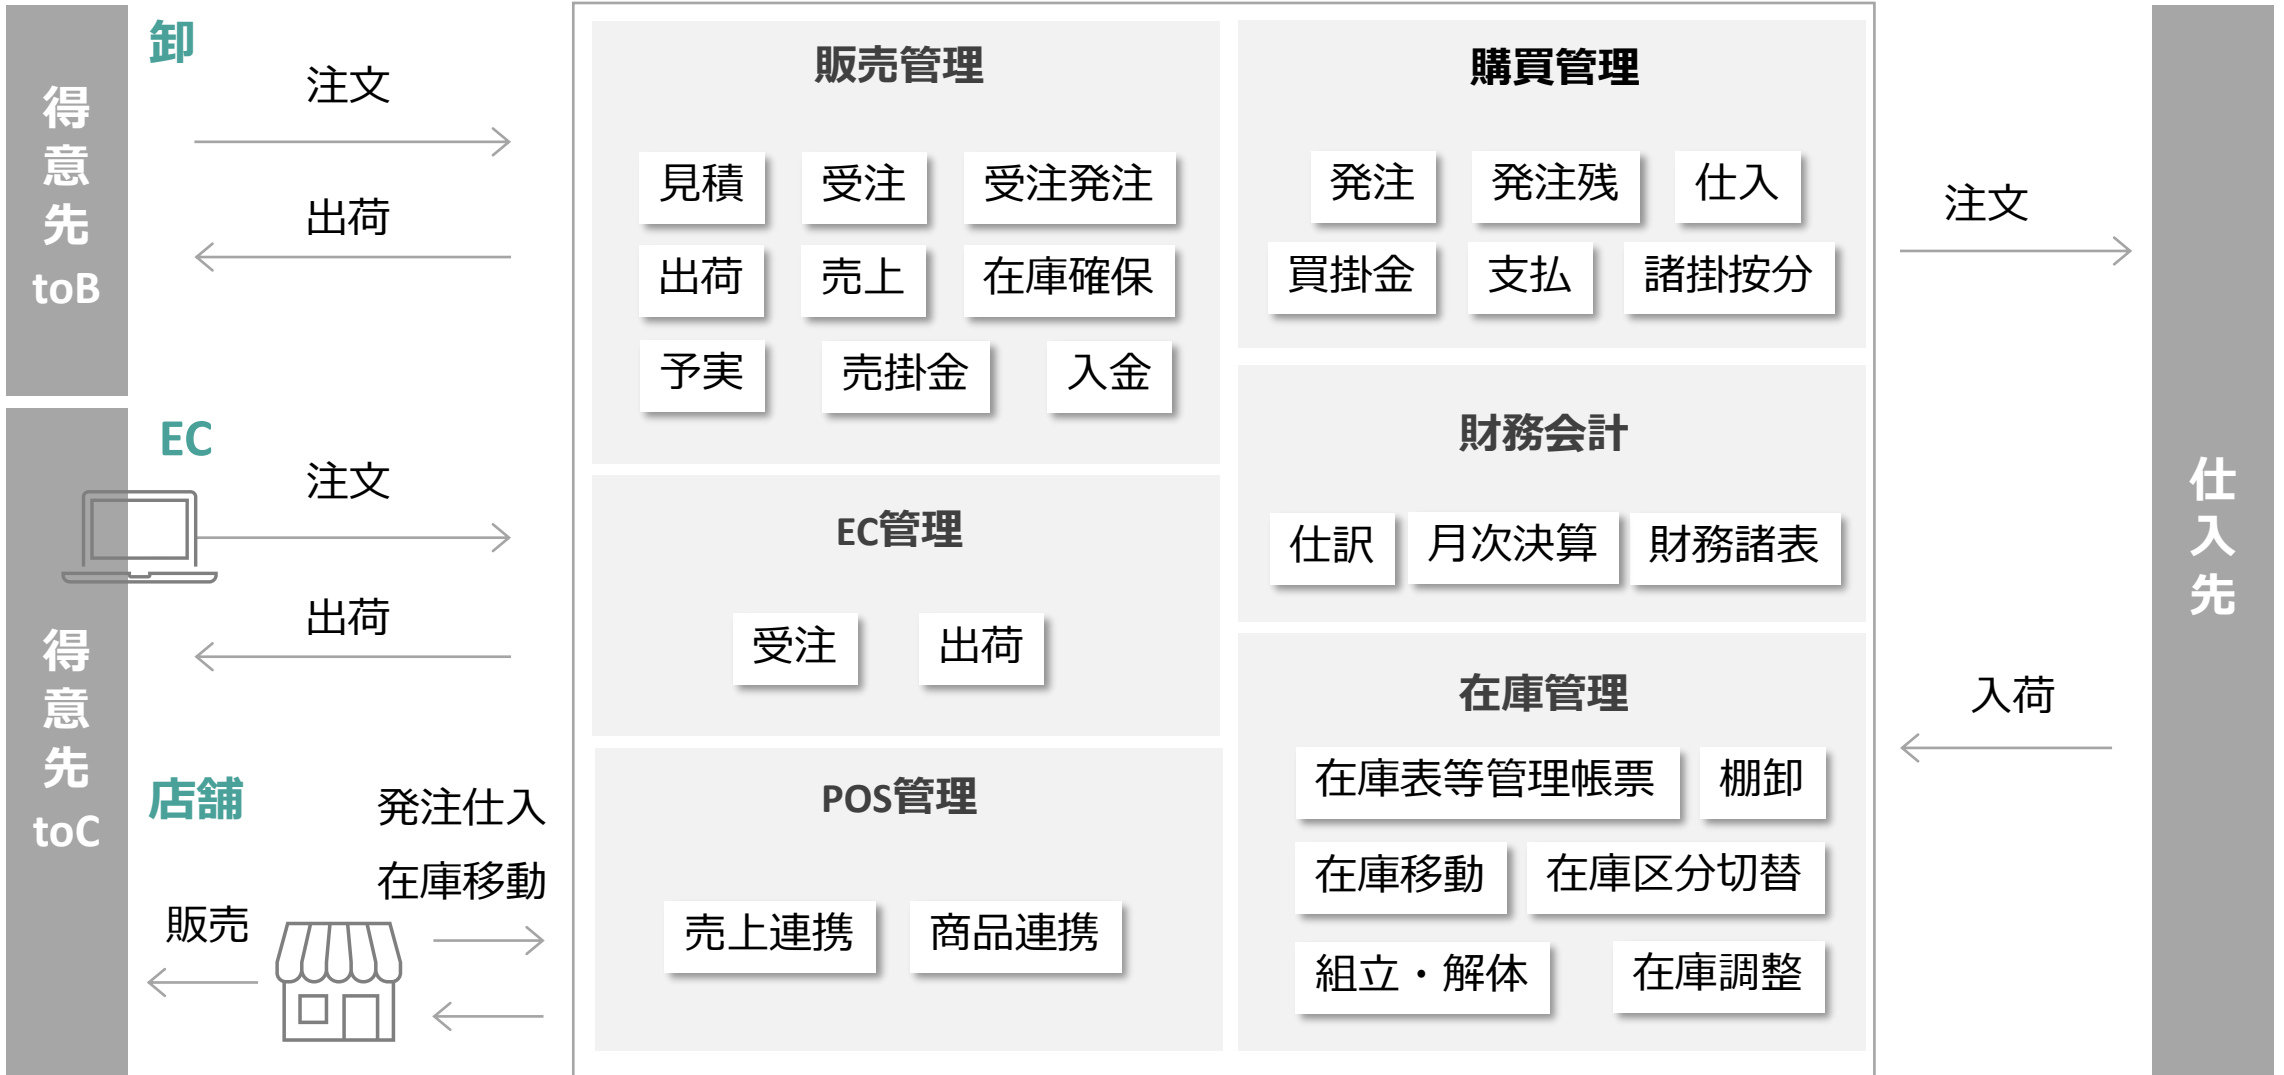 得意先
toB
卸
注文
出荷
得意先
toC
EC
注文
出荷
店舗
発注仕入
在庫移動
販売
販売管理
見積
受注
受注発注
出荷
売上
在庫確保
予実
売掛金
入金
EC管理
受注
出荷
POS管理
売上連携
商品連携
購買管理
発注
発注残
仕入
買掛金
支払
諸掛按分
財務会計
仕訳
月次決算
財務諸表
在庫管理
在庫表等管理帳票
棚卸
在庫移動
在庫区分切替
組立・解体
在庫調整
注文
入荷
仕入先